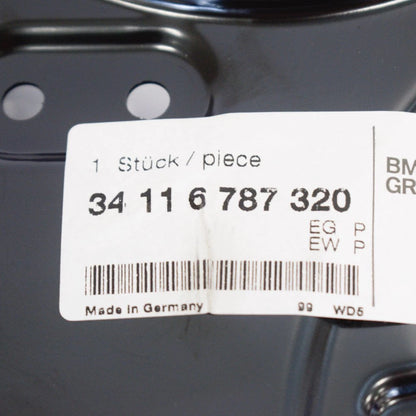 1 Stück / piece
34 11 6 787 320
EG P
EW P
Made in Germany 99 WD5
BM
GR